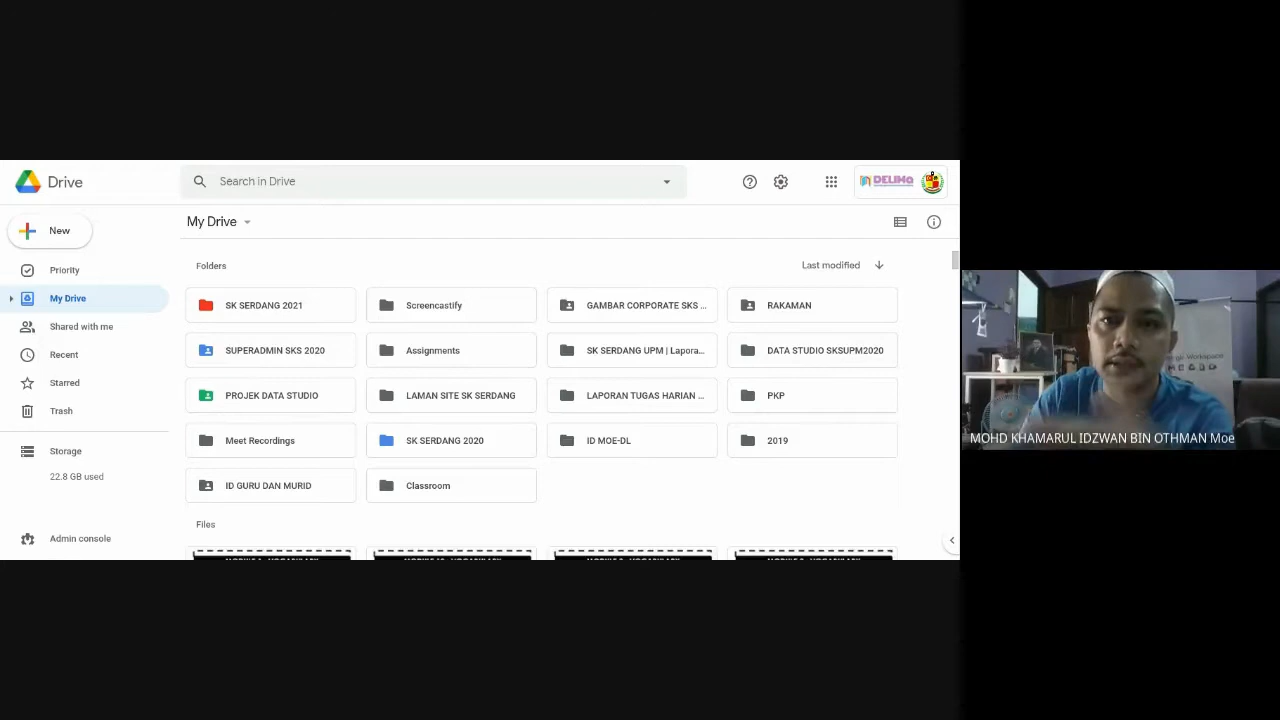 Drive
Search in Drive
DELIMa
New
My Drive
Priority
My Drive
Shared with me
Recent
Starred
Trash
Storage
22.8 GB used
Admin console
Folders
Last modified
SK SERDANG 2021
Screencastify
GAMBAR CORPORATE SKS ...
RAKAMAN
SUPERADMIN SKS 2020
Assignments
SK SERDANG UPM | Lapora...
DATA STUDIO SKSUPM2020
PROJEK DATA STUDIO
LAMAN SITE SK SERDANG
LAPORAN TUGAS HARIAN ...
PKP
Meet Recordings
SK SERDANG 2020
ID MOE-DL
2019
ID GURU DAN MURID
Classroom
Files
Workspace
MOHD KHAMARUL IDZWAN BIN OTHMAN Moe